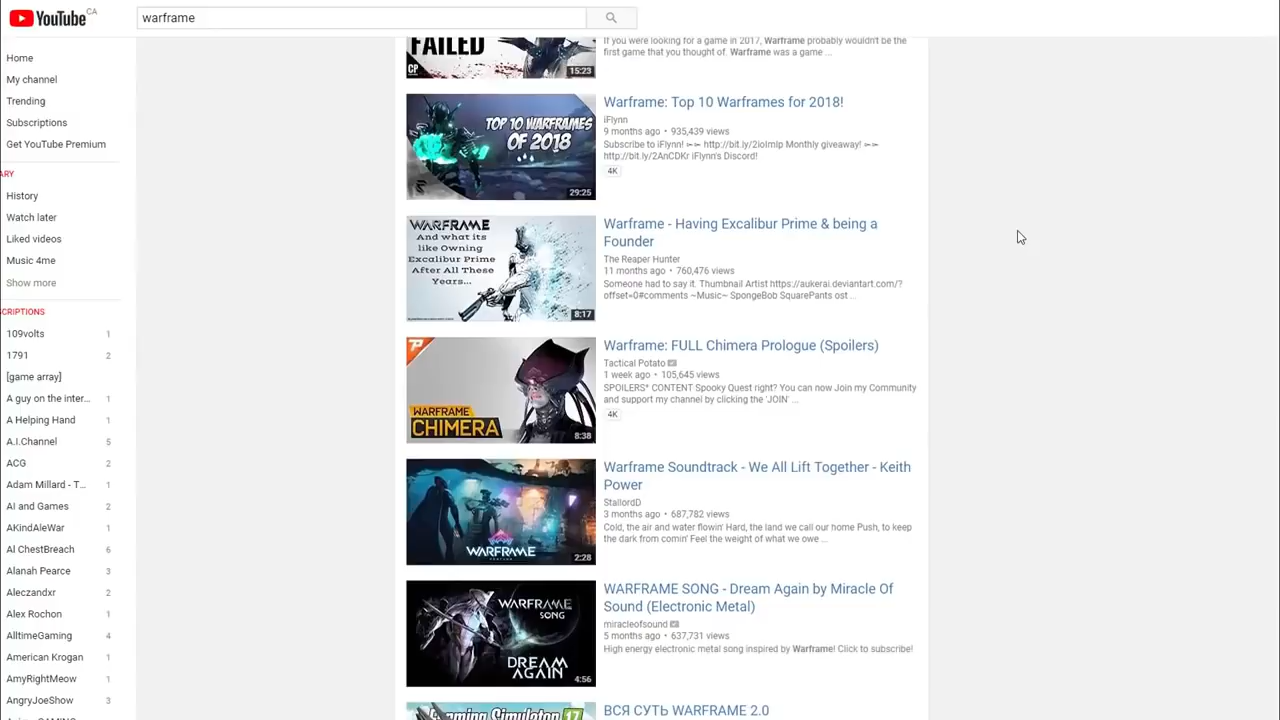 YouTube CA
warframe
Home
My channel
Trending
Subscriptions
Get YouTube Premium
ARY
History
Watch later
Liked videos
Music 4me
Show more
CRIPTIONS
109volts 1
1791 2
[game array]
A guy on the inter... 1
A Helping Hand 1
A.I.Channel 5
ACG 2
Adam Millard - T... 1
AI and Games 2
AKindAleWar 1
Al ChestBreach 6
Alanah Pearce 3
Aleczandxr 2
Alex Rochon 1
AlltimeGaming 4
American Krogan 1
AmyRightMeow 1
AngryJoeShow 3
FAILED
CP
15:23
If you were looking for a game in 2017, Warframe probably wouldn't be the
first game that you thought of. Warframe was a game ...
TOP 10 WARFRAMES
OF 2018
29:25
Warframe: Top 10 Warframes for 2018!
iFlynn
9 months ago • 935,439 views
Subscribe to iFlynn! ➳➳ http://bit.ly/2ioImIp Monthly giveaway! ➳➳
http://bit.ly/2AnCDKr iFlynn's Discord!
4K
WARFRAME
And what its
like Owning
Excalibur Prime
After All These
Years...
8:17
Warframe - Having Excalibur Prime & being a
Founder
The Reaper Hunter
11 months ago • 760,476 views
Someone had to say it. Thumbnail Artist https://aukerai.deviantart.com/?
offset=0#comments ~Music~ SpongeBob SquarePants ost ...
WARFRAME
CHIMERA
8:38
Warframe: FULL Chimera Prologue (Spoilers)
Tactical Potato
1 week ago • 105,645 views
SPOILERS* CONTENT Spooky Quest right? You can now Join my Community
and support my channel by clicking the 'JOIN' ...
4K
WARFRAME
2:28
Warframe Soundtrack - We All Lift Together - Keith
Power
StallordD
3 months ago • 687,782 views
Cold, the air and water flowin' Hard, the land we call our home Push, to keep
the dark from comin' Feel the weight of what we owe ...
WARFRAME
SONG
DREAM
AGAIN
4:56
WARFRAME SONG - Dream Again by Miracle Of
Sound (Electronic Metal)
miracleofsound
5 months ago • 637,731 views
High energy electronic metal song inspired by Warframe! Click to subscribe!
ВСЯ СУТЬ WARFRAME 2.0